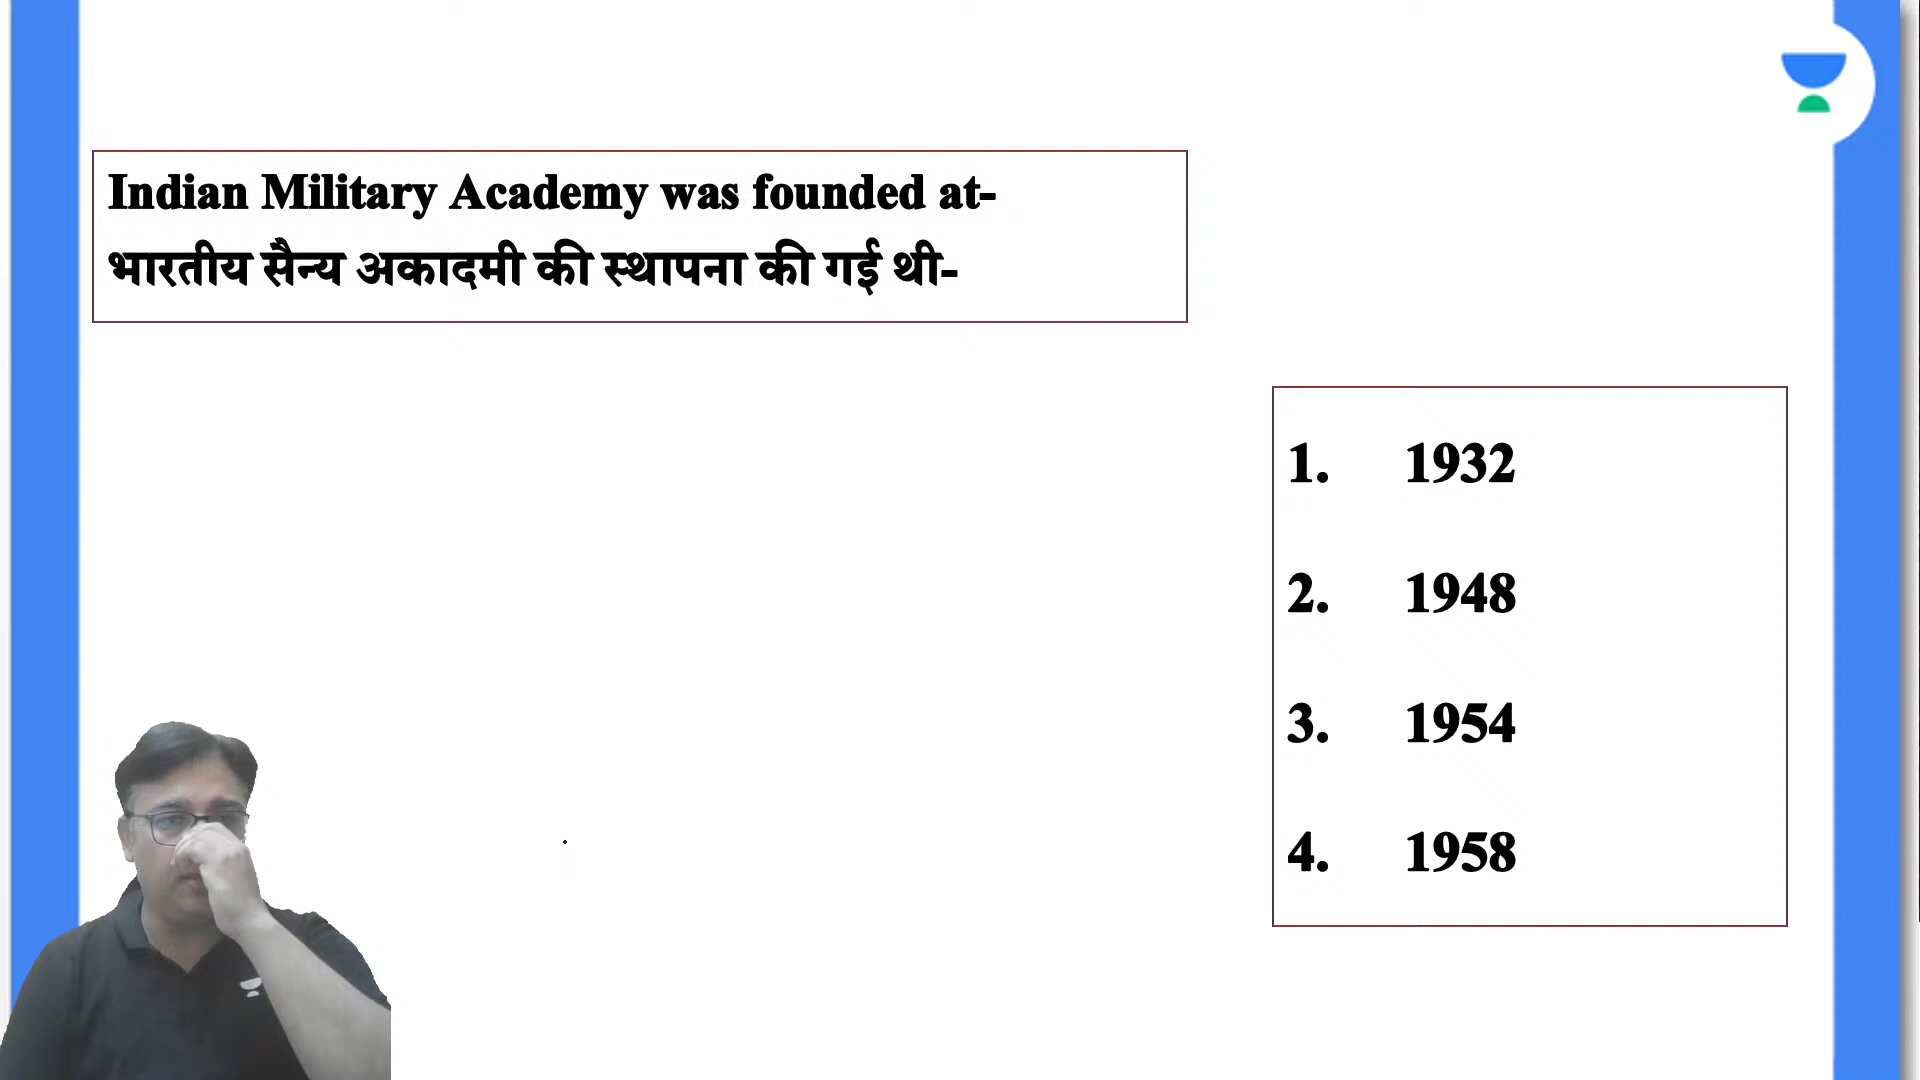 Indian Military Academy was founded at-
भारतीय सैन्य अकादमी की स्थापना की गई थी-
1. 1932
2. 1948
3. 1954
4. 1958